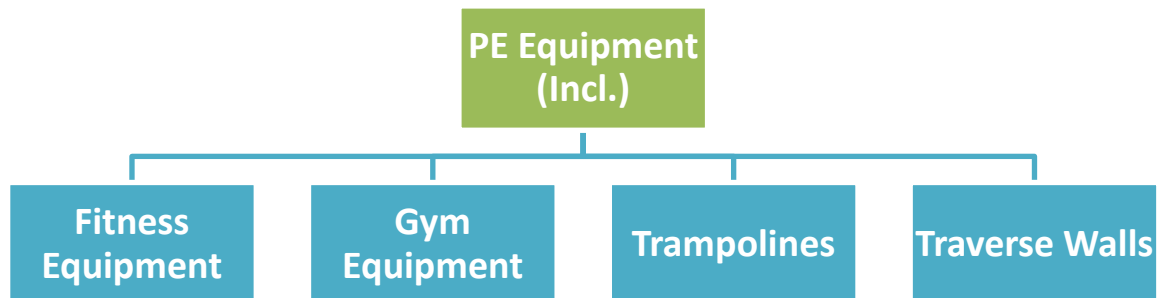 PE Equipment
(Incl.)
Fitness
Equipment
Gym
Equipment
Trampolines
Traverse Walls